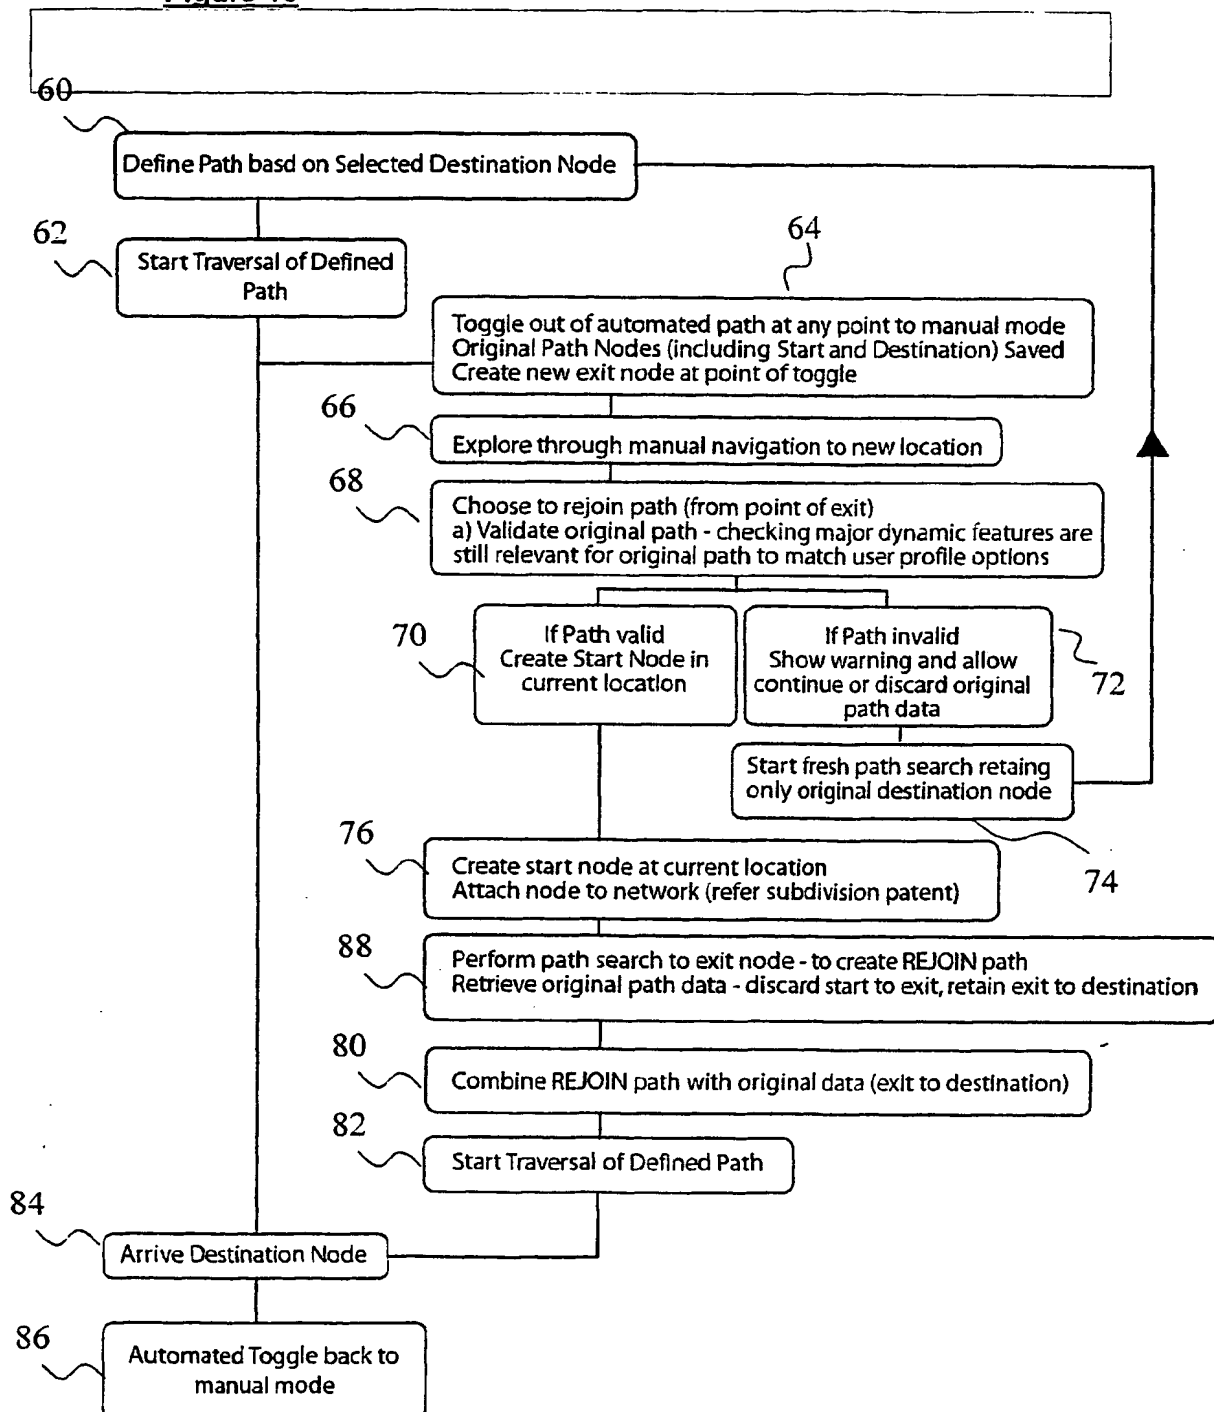 60
Define Path basd on Selected Destination Node
62
Start Traversal of Defined
Path
64
Toggle out of automated path at any point to manual mode
Original Path Nodes (including Start and Destination) Saved
Create new exit node at point of toggle
66
Explore through manual navigation to new location
68
Choose to rejoin path (from point of exit)
a) Validate original path - checking major dynamic features are
still relevant for original path to match user profile options
70
If Path valid
Create Start Node in
current location
If Path invalid
Show warning and allow
continue or discard original
path data
72
Start fresh path search retaing
only original destination node
74
76
Create start node at current location
Attach node to network (refer subdivision patent)
88
Perform path search to exit node - to create REJOIN path
Retrieve original path data - discard start to exit, retain exit to destination
80
Combine REJOIN path with original data (exit to destination)
82
Start Traversal of Defined Path
84
Arrive Destination Node
86
Automated Toggle back to
manual mode